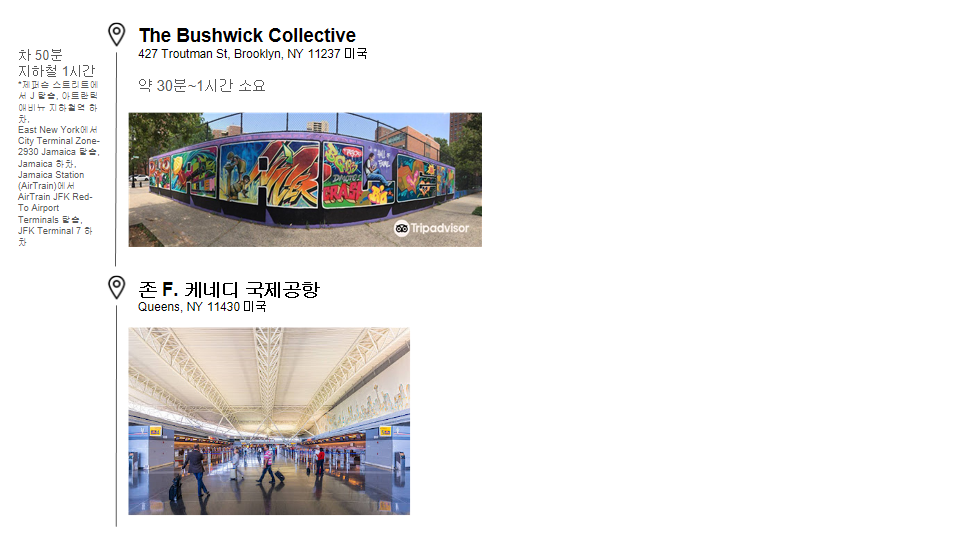 The Bushwick Collective
427 Troutman St, Brooklyn, NY 11237 미국
약 30분~1시간 소요
차 50분
지하철 1시간
*제퍼슨 스트리트에
서 J 탑승, 아트란틱
애비뉴 지하철역 하
차,
East New York에서
City Terminal Zone-
2930 Jamaica 탑승,
Jamaica 하차,
Jamaica Station
(AirTrain)에서
AirTrain JFK Red-
To Airport
Terminals 탑승,
JFK Terminal 7 하
차
Tripadvisor
존 F. 케네디 국제공항
Queens, NY 11430 미국